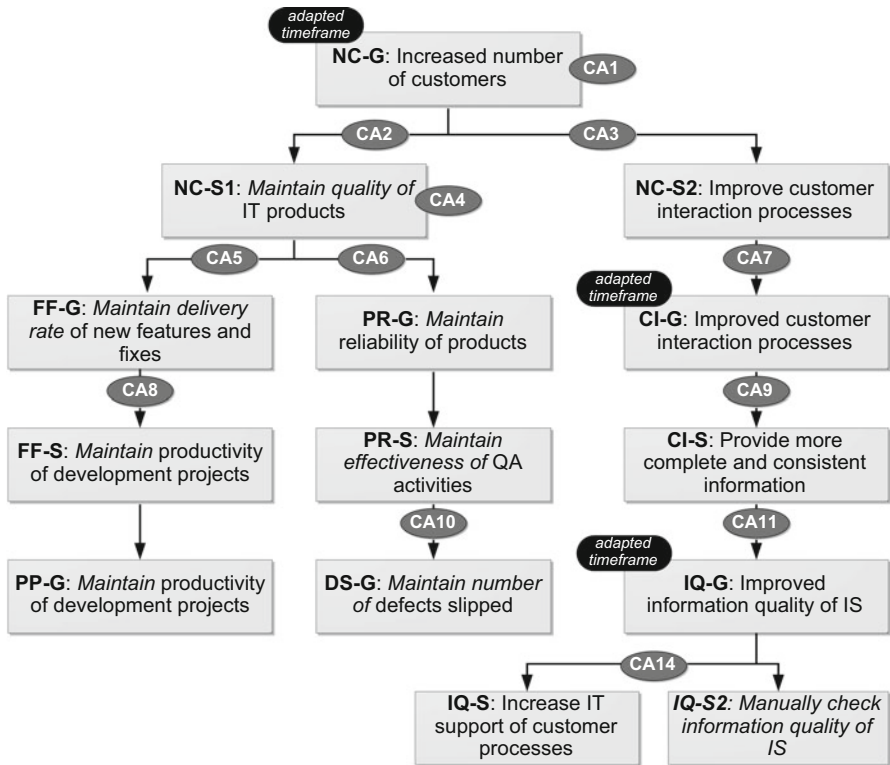 adapted
timeframe
NC-G: Increased number
of customers
CA1
CA2
CA3
NC-S1: Maintain quality of
IT products
CA4
NC-S2: Improve customer
interaction processes
CA5
CA6
CA7
adapted
timeframe
FF-G: Maintain delivery
rate of new features and
fixes
PR-G: Maintain
reliability of products
CI-G: Improved customer
interaction processes
CA8
CA9
FF-S: Maintain productivity
of development projects
PR-S: Maintain
effectiveness of QA
activities
CI-S: Provide more
complete and consistent
information
CA10
CA11
adapted
timeframe
PP-G: Maintain productivity
of development projects
DS-G: Maintain number
of defects slipped
IQ-G: Improved
information quality of IS
CA14
IQ-S: Increase IT
support of customer
processes
IQ-S2: Manually check
information quality of
IS